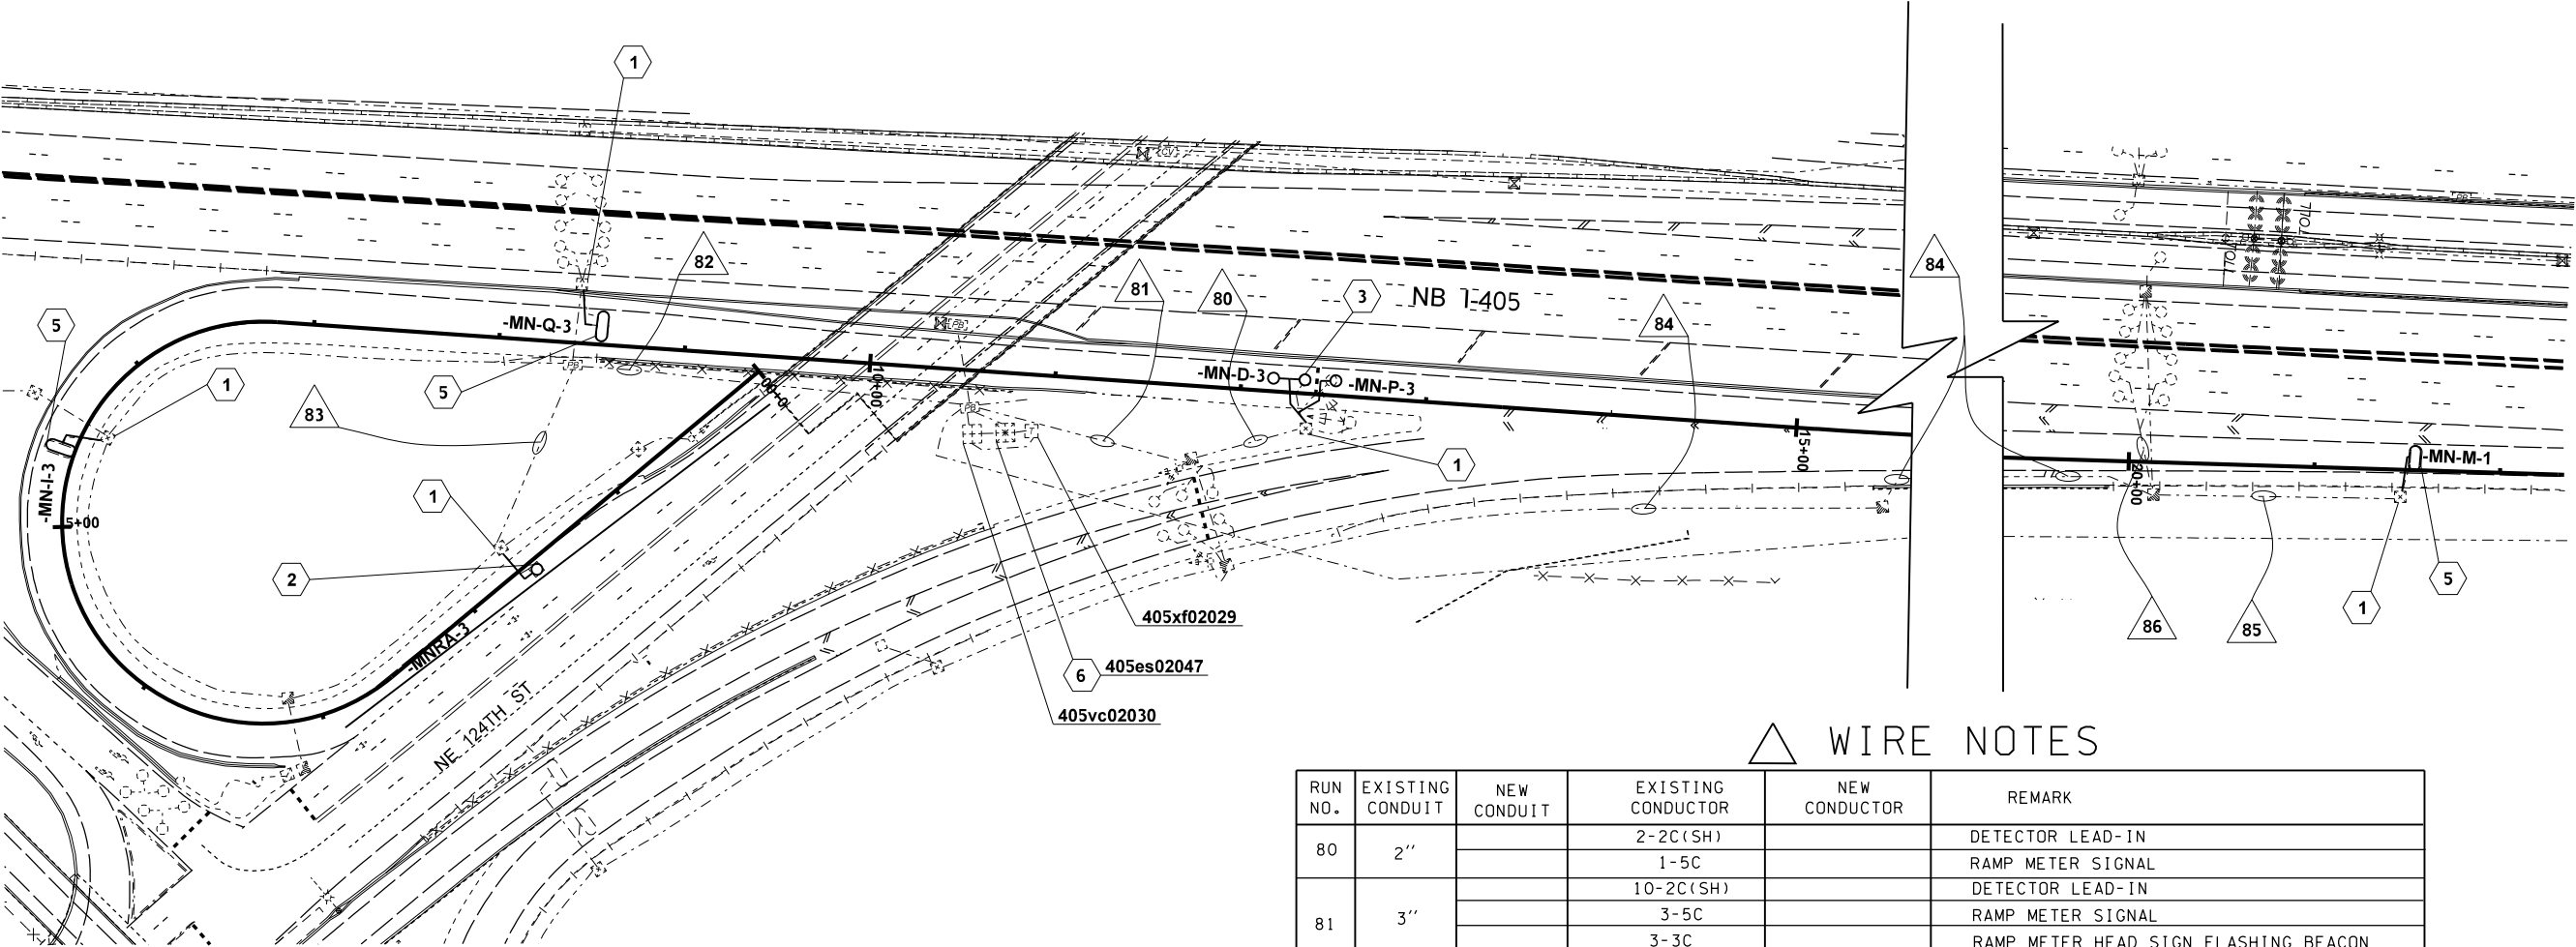 1
82
81
80
3
NB I-405
84
84
TOLL
TOLL
5
-MN-Q-3
1
5
83
-MN-I-3
5+00
0+00
10+00
-MN-D-3
-MN-P-3
1
15+00
20+00
-MN-M-1
1
2
-MNRA-3
NE 124TH ST
405xf02029
6 405es02047
405vc02030
86
85
1
5
WIRE NOTES
RUN NO.
EXISTING CONDUIT
NEW CONDUIT
EXISTING CONDUCTOR
NEW CONDUCTOR
REMARK
80 2''
2-2C(SH) DETECTOR LEAD-IN
1-5C RAMP METER SIGNAL
81 3''
10-2C(SH) DETECTOR LEAD-IN
3-5C RAMP METER SIGNAL
3-3C RAMP METER HEAD SIGN FLASHING BEACON